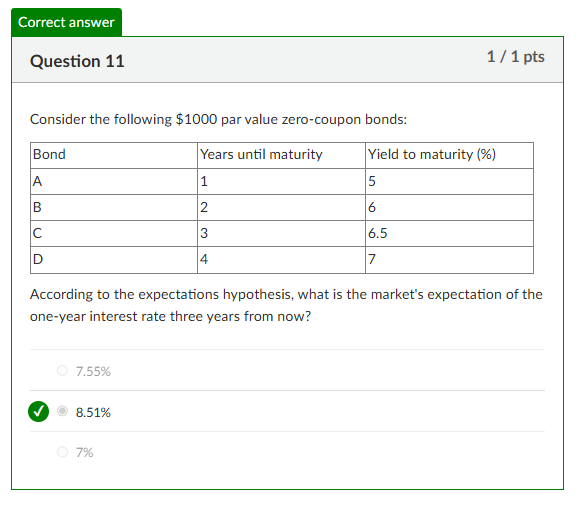 Correct answer
Question 11
1 / 1 pts
Consider the following $1000 par value zero-coupon bonds:
Bond Years until maturity Yield to maturity (%)
A 1 5
B 2 6
C 3 6.5
D 4 7
According to the expectations hypothesis, what is the market's expectation of the
one-year interest rate three years from now?
7.55%
8.51%
7%